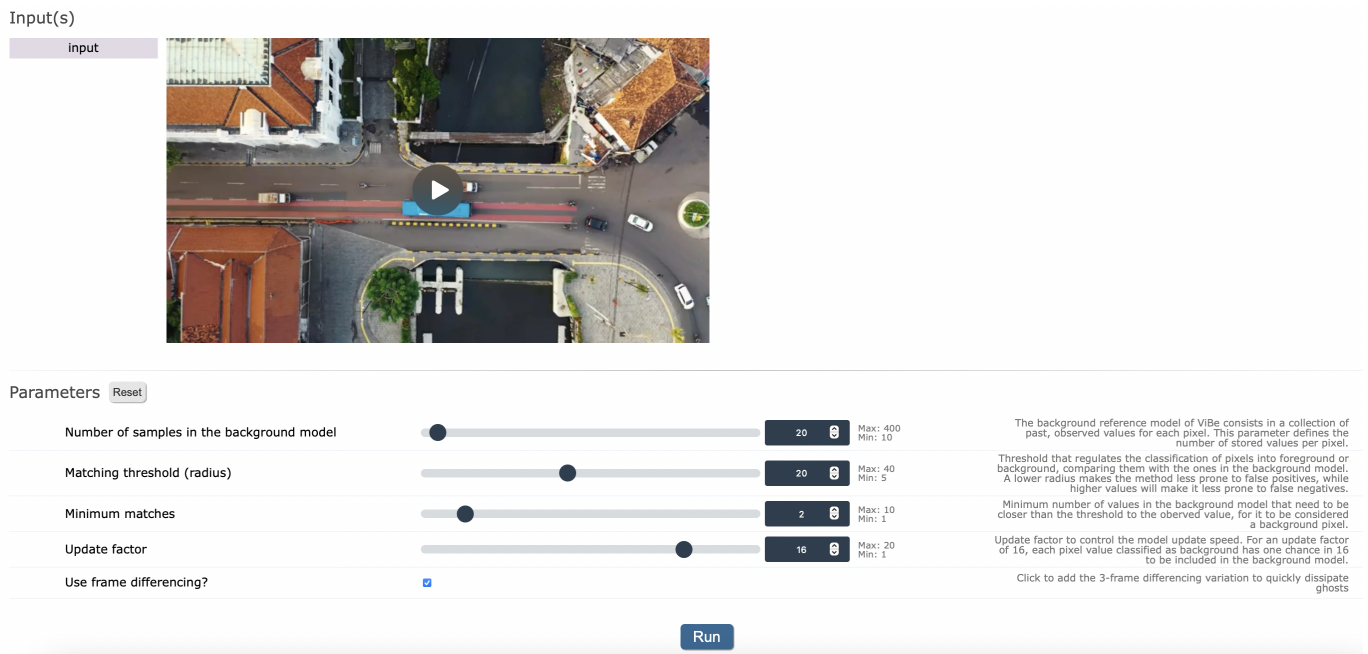 Input(s)
input
Parameters Reset
Number of samples in the background model
20
Max: 400
Min: 10
The background reference model of ViBe consists in a collection of
past, observed values for each pixel. This parameter defines the
number of stored values per pixel.
Matching threshold (radius)
20
Max: 40
Min: 5
Threshold that regulates the classification of pixels into foreground or
background, comparing them with the ones in the background model.
A lower radius makes the method less prone to false positives, while
higher values will make it less prone to false negatives.
Minimum matches
2
Max: 10
Min: 1
Minimum number of values in the background model that need to be
closer than the threshold to the oberved value, for it to be considered
a background pixel.
Update factor
16
Max: 20
Min: 1
Update factor to control the model update speed. For an update factor
of 16, each pixel value classified as background has one chance in 16
to be included in the background model.
Use frame differencing?
Click to add the 3-frame differencing variation to quickly dissipate
ghosts
Run